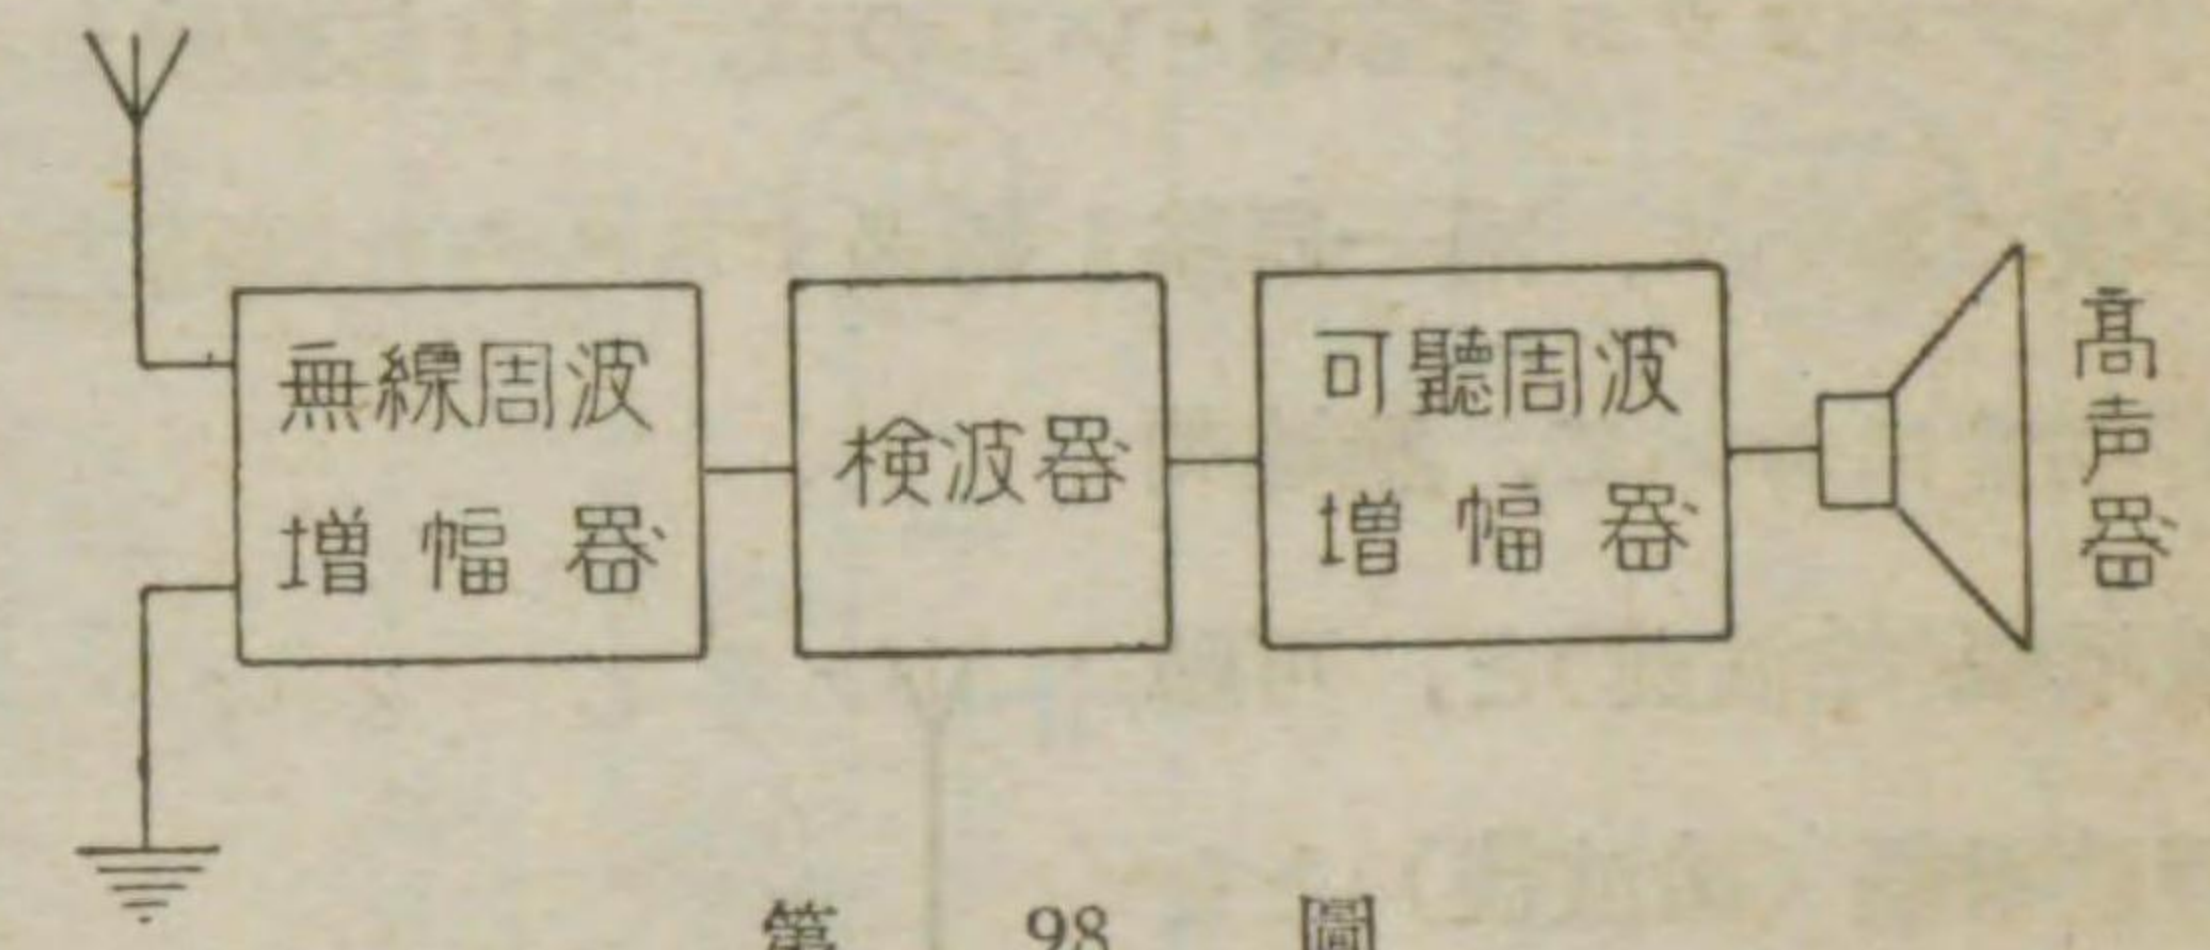 無線周波
増幅器
検波器
可聽周波
増幅器
高声器
第 98 圖